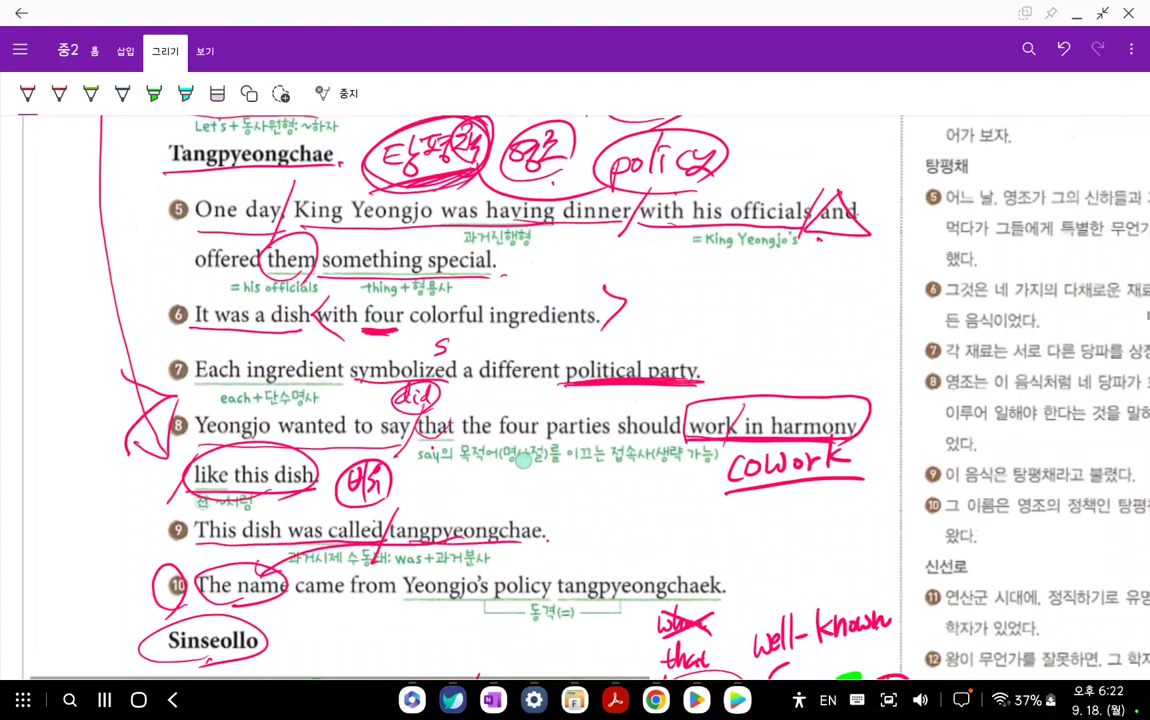 중2 홈 삽입 그리기 보기
중지
Let's+동사원형: ~하자
어가 보자.
Tangpyeongchae
탕평책 영조 policy
탕평채
5 One day, King Yeongjo was having dinner with his officials and
과거진행형
= King Yeongjo's
offered them something special.
= his officials
-thing+형용사
6 It was a dish with four colorful ingredients.
s
7 Each ingredient symbolized a different political party.
each+단수명사
did
8 Yeongjo wanted to say that the four parties should work in harmony
say의 목적어(명사절)를 이끄는 접속사(생략 가능)
cowork
like this dish.
전 ~처럼
비유
9 This dish was called tangpyeongchae.
과거시제 수동태: was+과거분사
10 The name came from Yeongjo's policy tangpyeongchaek.
동격(=)
Sinseollo
that
well-known
5 어느 날, 영조가 그의 신하들과
먹다가 그들에게 특별한 무언가
했다.
6 그것은 네 가지의 다채로운 재료
든 음식이었다.
7 각 재료는 서로 다른 당파를 상징
8 영조는 이 음식처럼 네 당파가
이루어 일해야 한다는 것을 말하
었다.
9 이 음식은 탕평채라고 불렸다.
10 그 이름은 영조의 정책인 탕평
왔다.
신선로
11 연산군 시대에, 정직하기로 유명
학자가 있었다.
12 왕이 무언가를 잘못하면, 그 학자
EN 37% 오후 6:22
9. 18. (월)